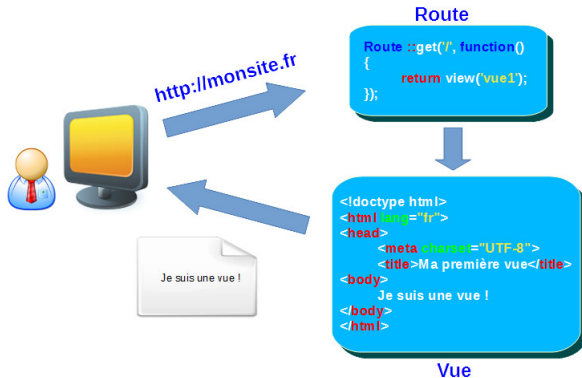 Route
http://monsite.fr
Route ::get('/', function()
{
return view('vue1');
});
<!doctype html>
<html lang="fr">
<head>
<meta charset="UTF-8">
<title>Ma première vue</title>
<body>
Je suis une vue !
</body>
</html>
Je suis une vue !
Vue